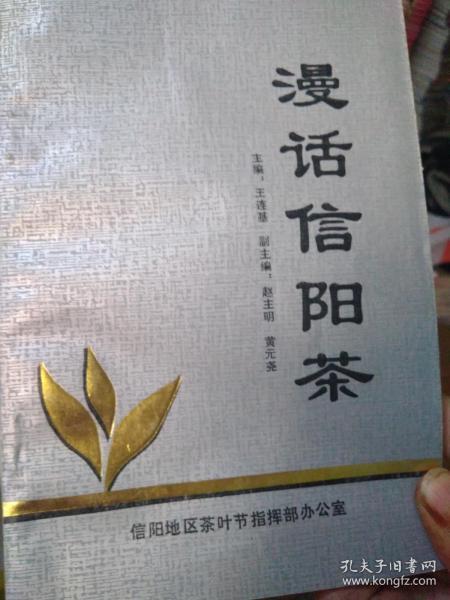 漫话信阳茶
主编：王连基 副主编：赵主明 黄元尧
信阳地区茶叶节指挥部办公室
孔夫子旧书网
www.kongfz.com